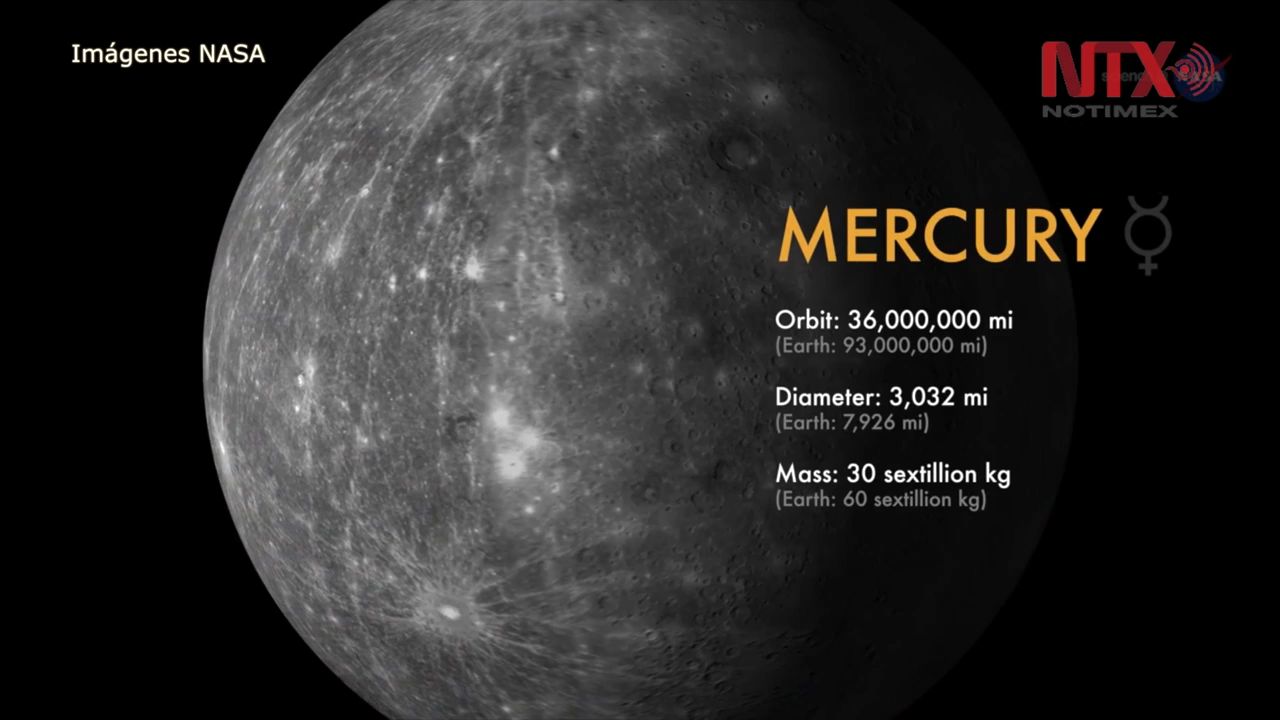 Imágenes NASA
NTX
NOTIMEX
MERCURY
Orbit: 36,000,000 mi
(Earth: 93,000,000 mi)
Diameter: 3,032 mi
(Earth: 7,926 mi)
Mass: 30 sextillion kg
(Earth: 60 sextillion kg)